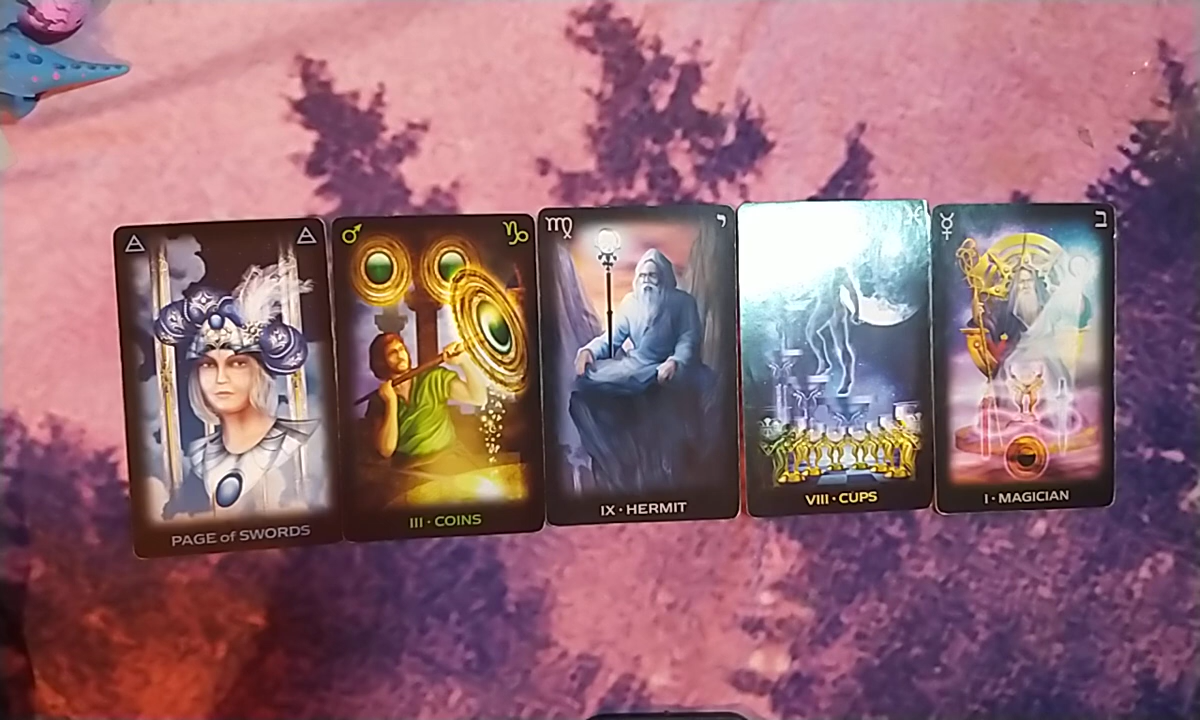 PAGE of SWORDS
III · COINS
י
IX · HERMIT
VIII · CUPS
ב
I · MAGICIAN